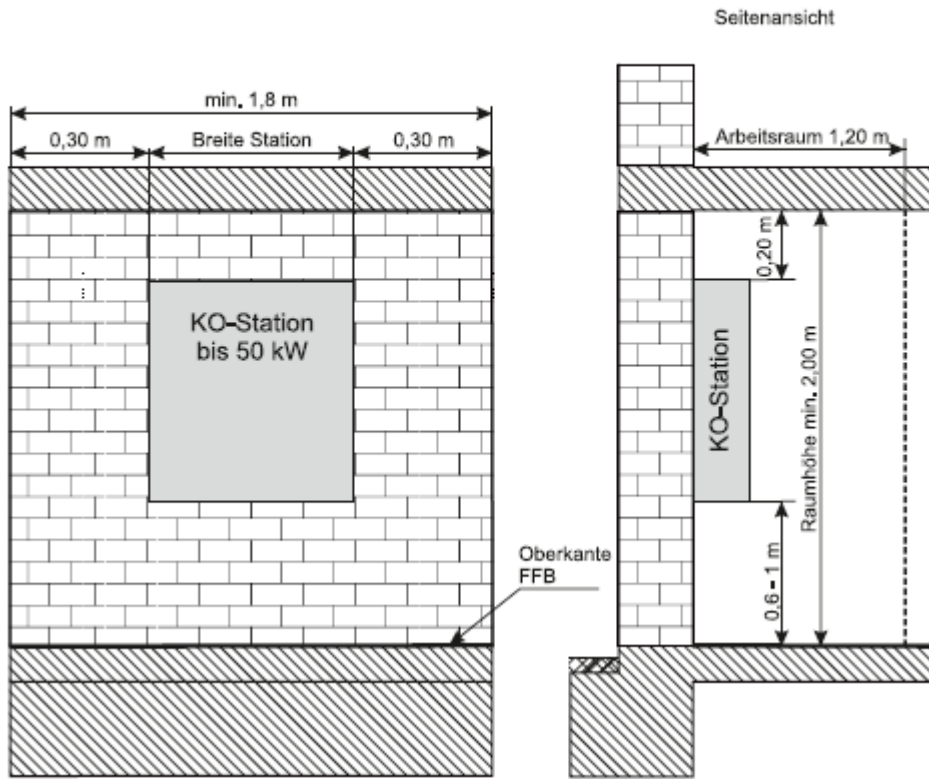 Seitenansicht
min. 1,8 m
0,30 m
Breite Station
0,30 m
Arbeitsraum 1,20 m
0,20 m
KO-Station
bis 50 kW
KO-Station
Raumhöhe min. 2,00 m
Oberkante
FFB
0,6 - 1 m